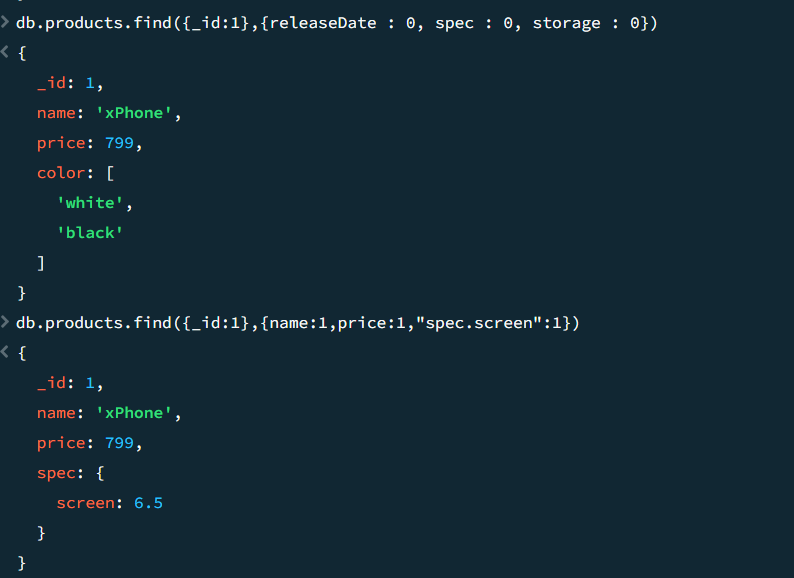 > db.products.find({_id:1},{releaseDate : 0, spec : 0, storage : 0})
< {
_id: 1,
name: 'xPhone',
price: 799,
color: [
'white',
'black'
]
}
> db.products.find({_id:1},{name:1,price:1,"spec.screen":1})
< {
_id: 1,
name: 'xPhone',
price: 799,
spec: {
screen: 6.5
}
}